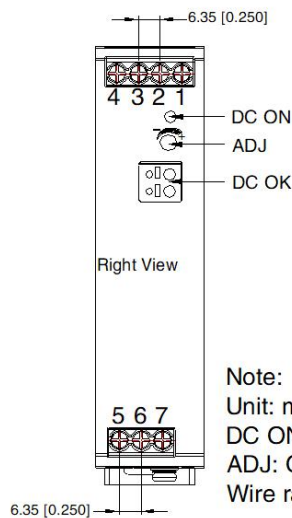 6.35 [0.250]
4 3 2 1
DC ON
- +
ADJ
DC OK
Right View
Note:
Unit: 
DC ON
ADJ: 
Wire
5 6 7
6.35 [0.250]